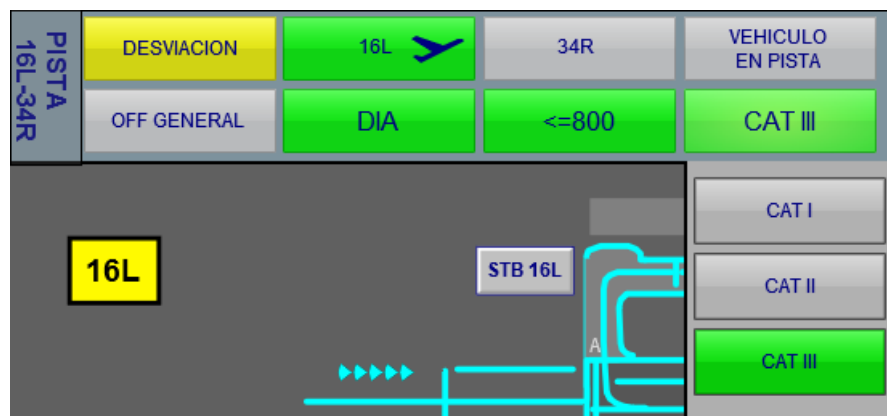 PISTA
16L-34R
DESVIACION
16L
34R
VEHICULO
EN PISTA
OFF GENERAL
DIA
<=800
CAT III
16L
STB 16L
A
CAT I
CAT II
CAT III